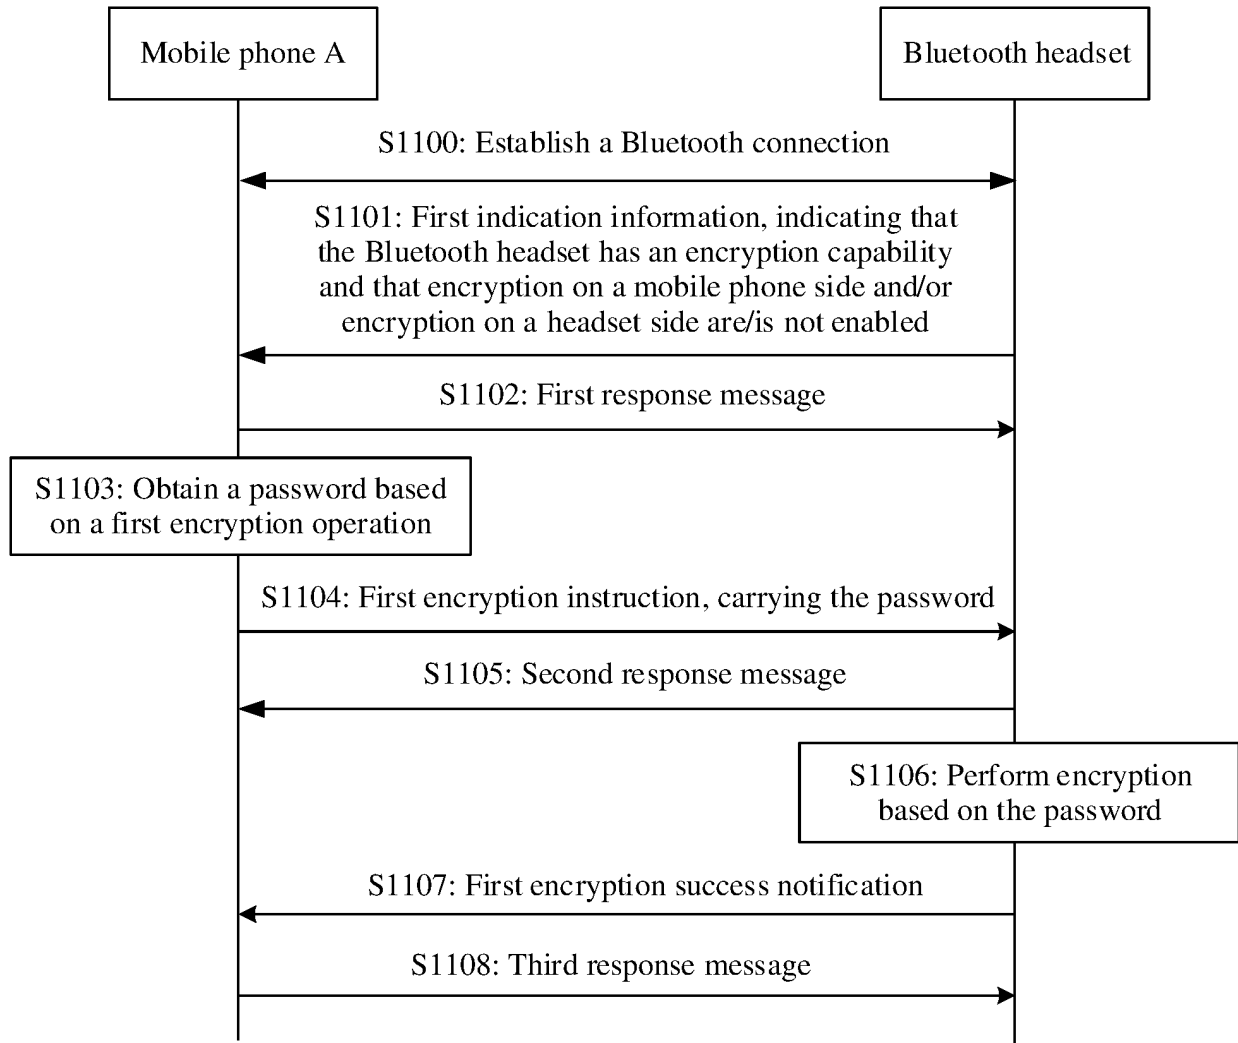 Mobile phone A
Bluetooth headset
S1100: Establish a Bluetooth connection
S1101: First indication information, indicating that
the Bluetooth headset has an encryption capability
and that encryption on a mobile phone side and/or
encryption on a headset side are/is not enabled
S1102: First response message
S1103: Obtain a password based
on a first encryption operation
S1104: First encryption instruction, carrying the password
S1105: Second response message
S1106: Perform encryption
based on the password
S1107: First encryption success notification
S1108: Third response message